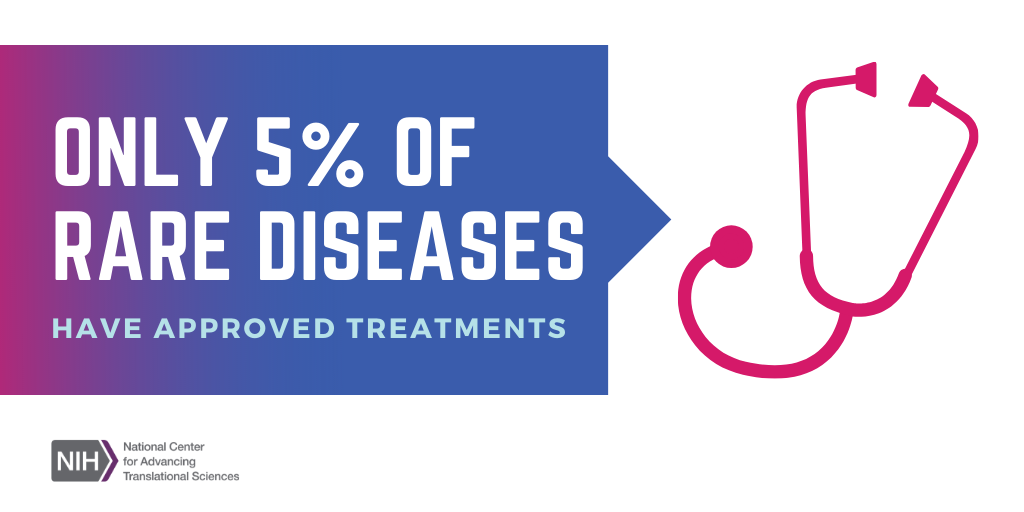 ONLY 5% OF
RARE DISEASES
HAVE APPROVED TREATMENTS
NIH
National Center
for Advancing
Translational Sciences